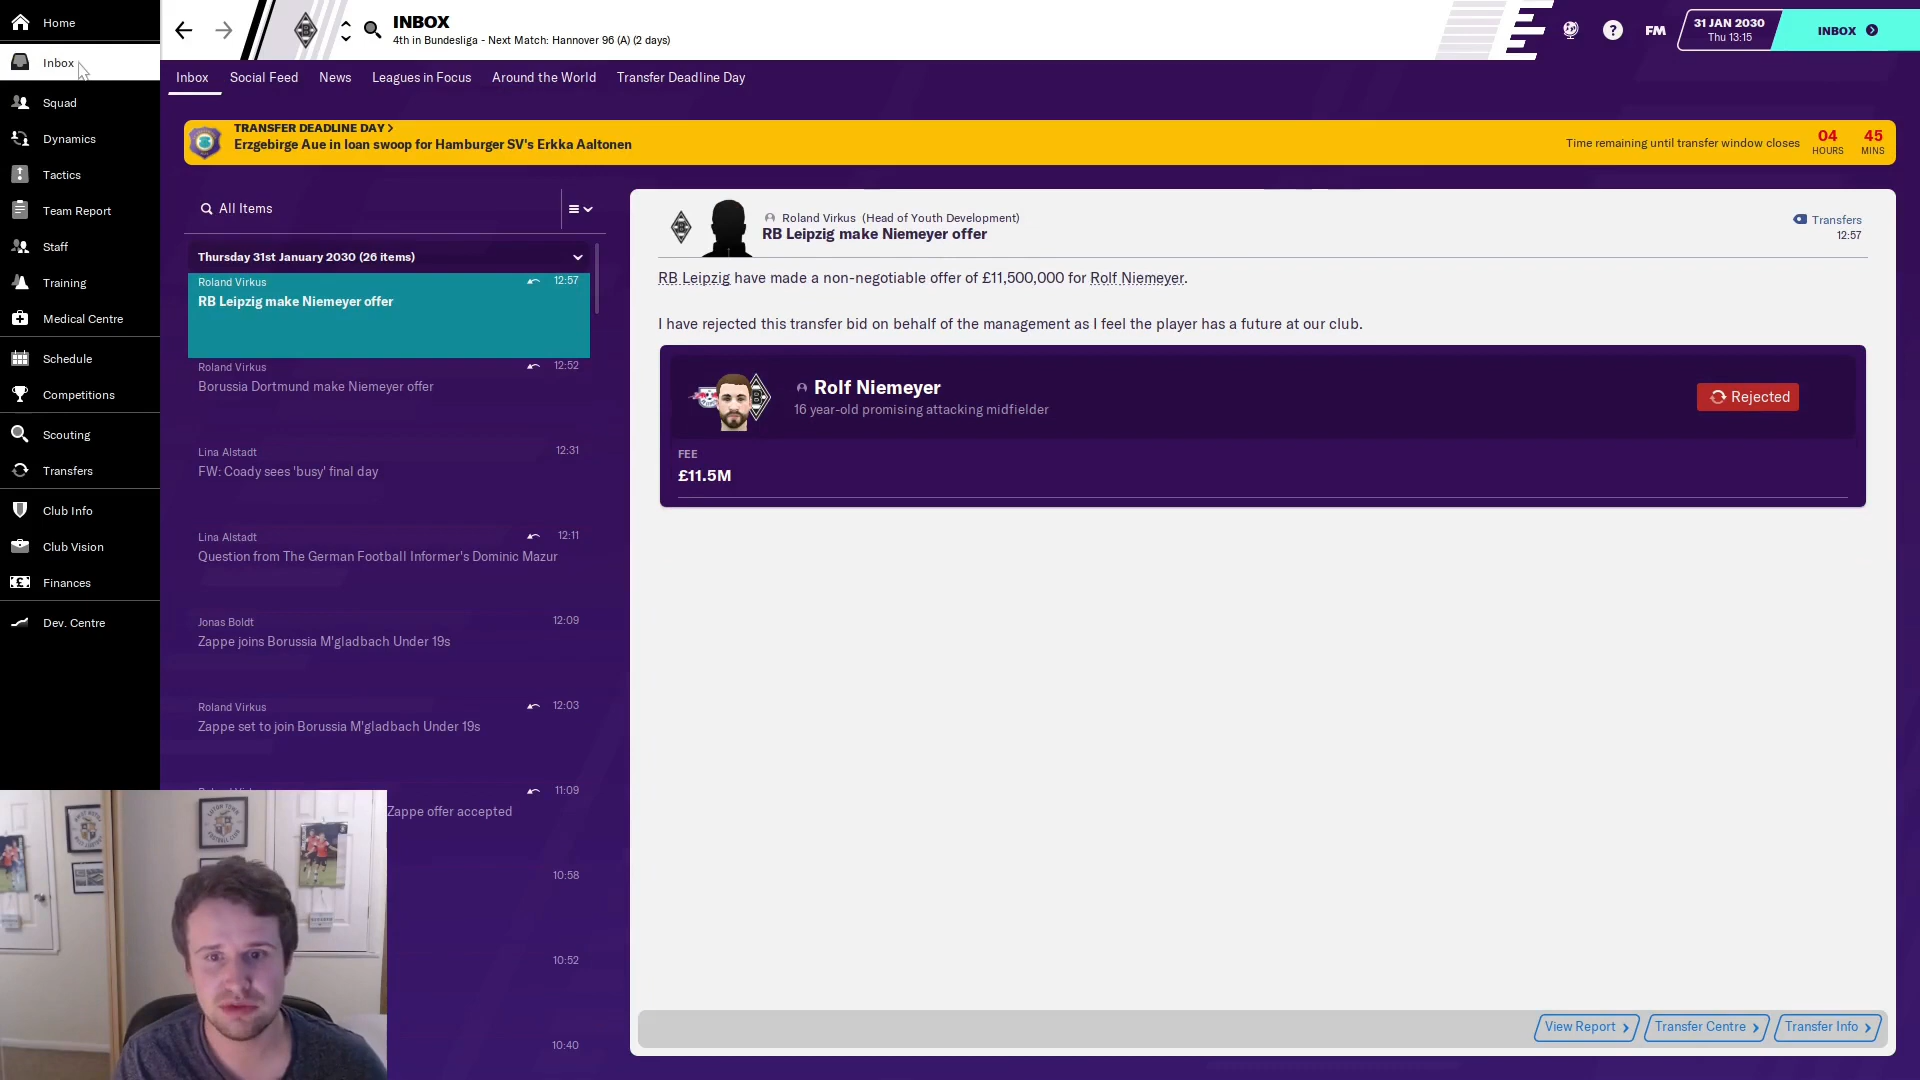 Home
Inbox
Squad
Dynamics
Tactics
Team Report
Staff
Training
Medical Centre
Schedule
Competitions
Scouting
Transfers
Club Info
Club Vision
Finances
Dev. Centre
INBOX
4th in Bundesliga - Next Match: Hannover 96 (A) (2 days)
?
FM
31 JAN 2030
Thu 13:15
INBOX
Inbox
Social Feed
News
Leagues in Focus
Around the World
Transfer Deadline Day
TRANSFER DEADLINE DAY >
Erzgebirge Aue in loan swoop for Hamburger SV's Erkka Aaltonen
Time remaining until transfer window closes
04
HOURS
45
MINS
All Items
Thursday 31st January 2030 (26 items)
Roland Virkus
12:57
RB Leipzig make Niemeyer offer
Roland Virkus
12:52
Borussia Dortmund make Niemeyer offer
Lina Alstadt
12:31
FW: Coady sees 'busy' final day
Lina Alstadt
12:11
Question from The German Football Informer's Dominic Mazur
Jonas Boldt
12:09
Zappe joins Borussia M'gladbach Under 19s
Roland Virkus
12:03
Zappe set to join Borussia M'gladbach Under 19s
11:09
Zappe offer accepted
10:58
10:52
10:40
Roland Virkus (Head of Youth Development)
RB Leipzig make Niemeyer offer
Transfers
12:57
RB Leipzig have made a non-negotiable offer of £11,500,000 for Rolf Niemeyer.
I have rejected this transfer bid on behalf of the management as I feel the player has a future at our club.
Rolf Niemeyer
16 year-old promising attacking midfielder
Rejected
FEE
£11.5M
View Report >
Transfer Centre >
Transfer Info >